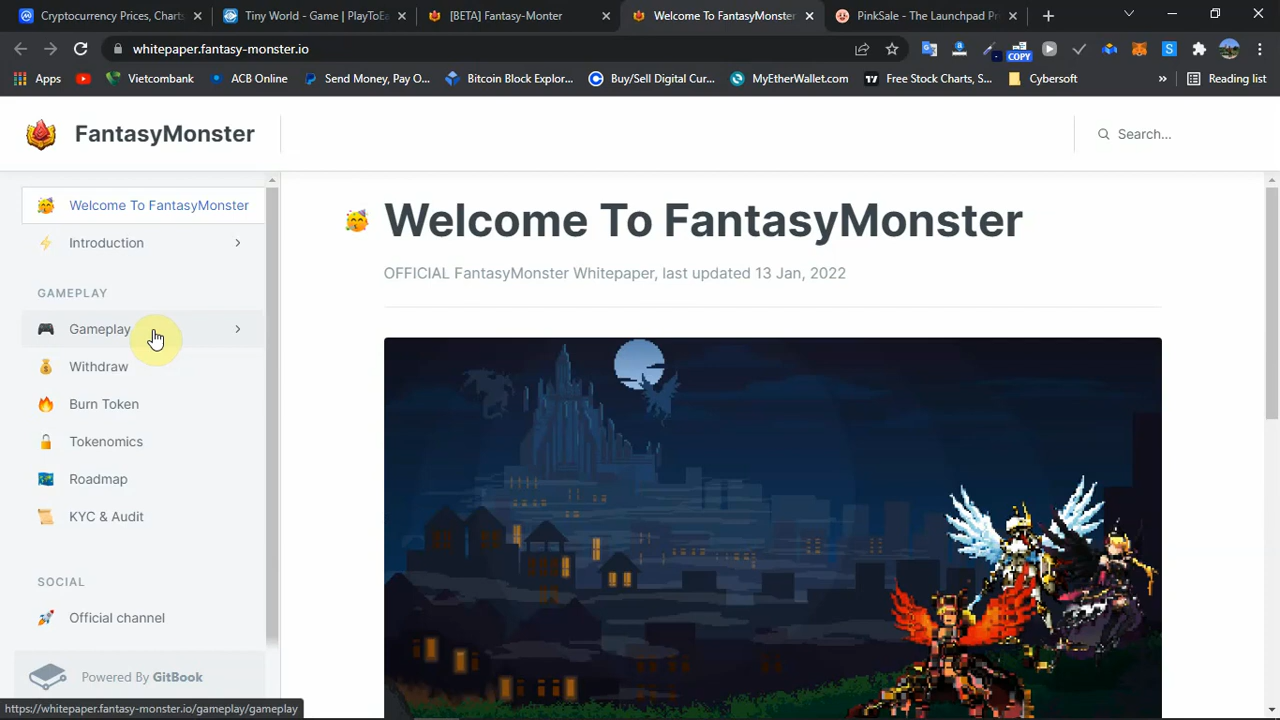 Cryptocurrency Prices, Chart
Tiny World - Game | PlayToEa
[BETA] Fantasy-Monter
Welcome To FantasyMonster
PinkSale - The Launchpad Pr
whitepaper.fantasy-monster.io
COPY
Apps
Vietcombank
ACB Online
Send Money, Pay O...
Bitcoin Block Explor...
Buy/Sell Digital Cur...
MyEtherWallet.com
Free Stock Charts, S...
Cybersoft
»
Reading list
FantasyMonster
Search...
Welcome To FantasyMonster
Introduction
GAMEPLAY
Gameplay
Withdraw
Burn Token
Tokenomics
Roadmap
KYC & Audit
SOCIAL
Official channel
Powered By GitBook
https://whitepaper.fantasy-monster.io/gameplay/gameplay
Welcome To FantasyMonster
OFFICIAL FantasyMonster Whitepaper, last updated 13 Jan, 2022